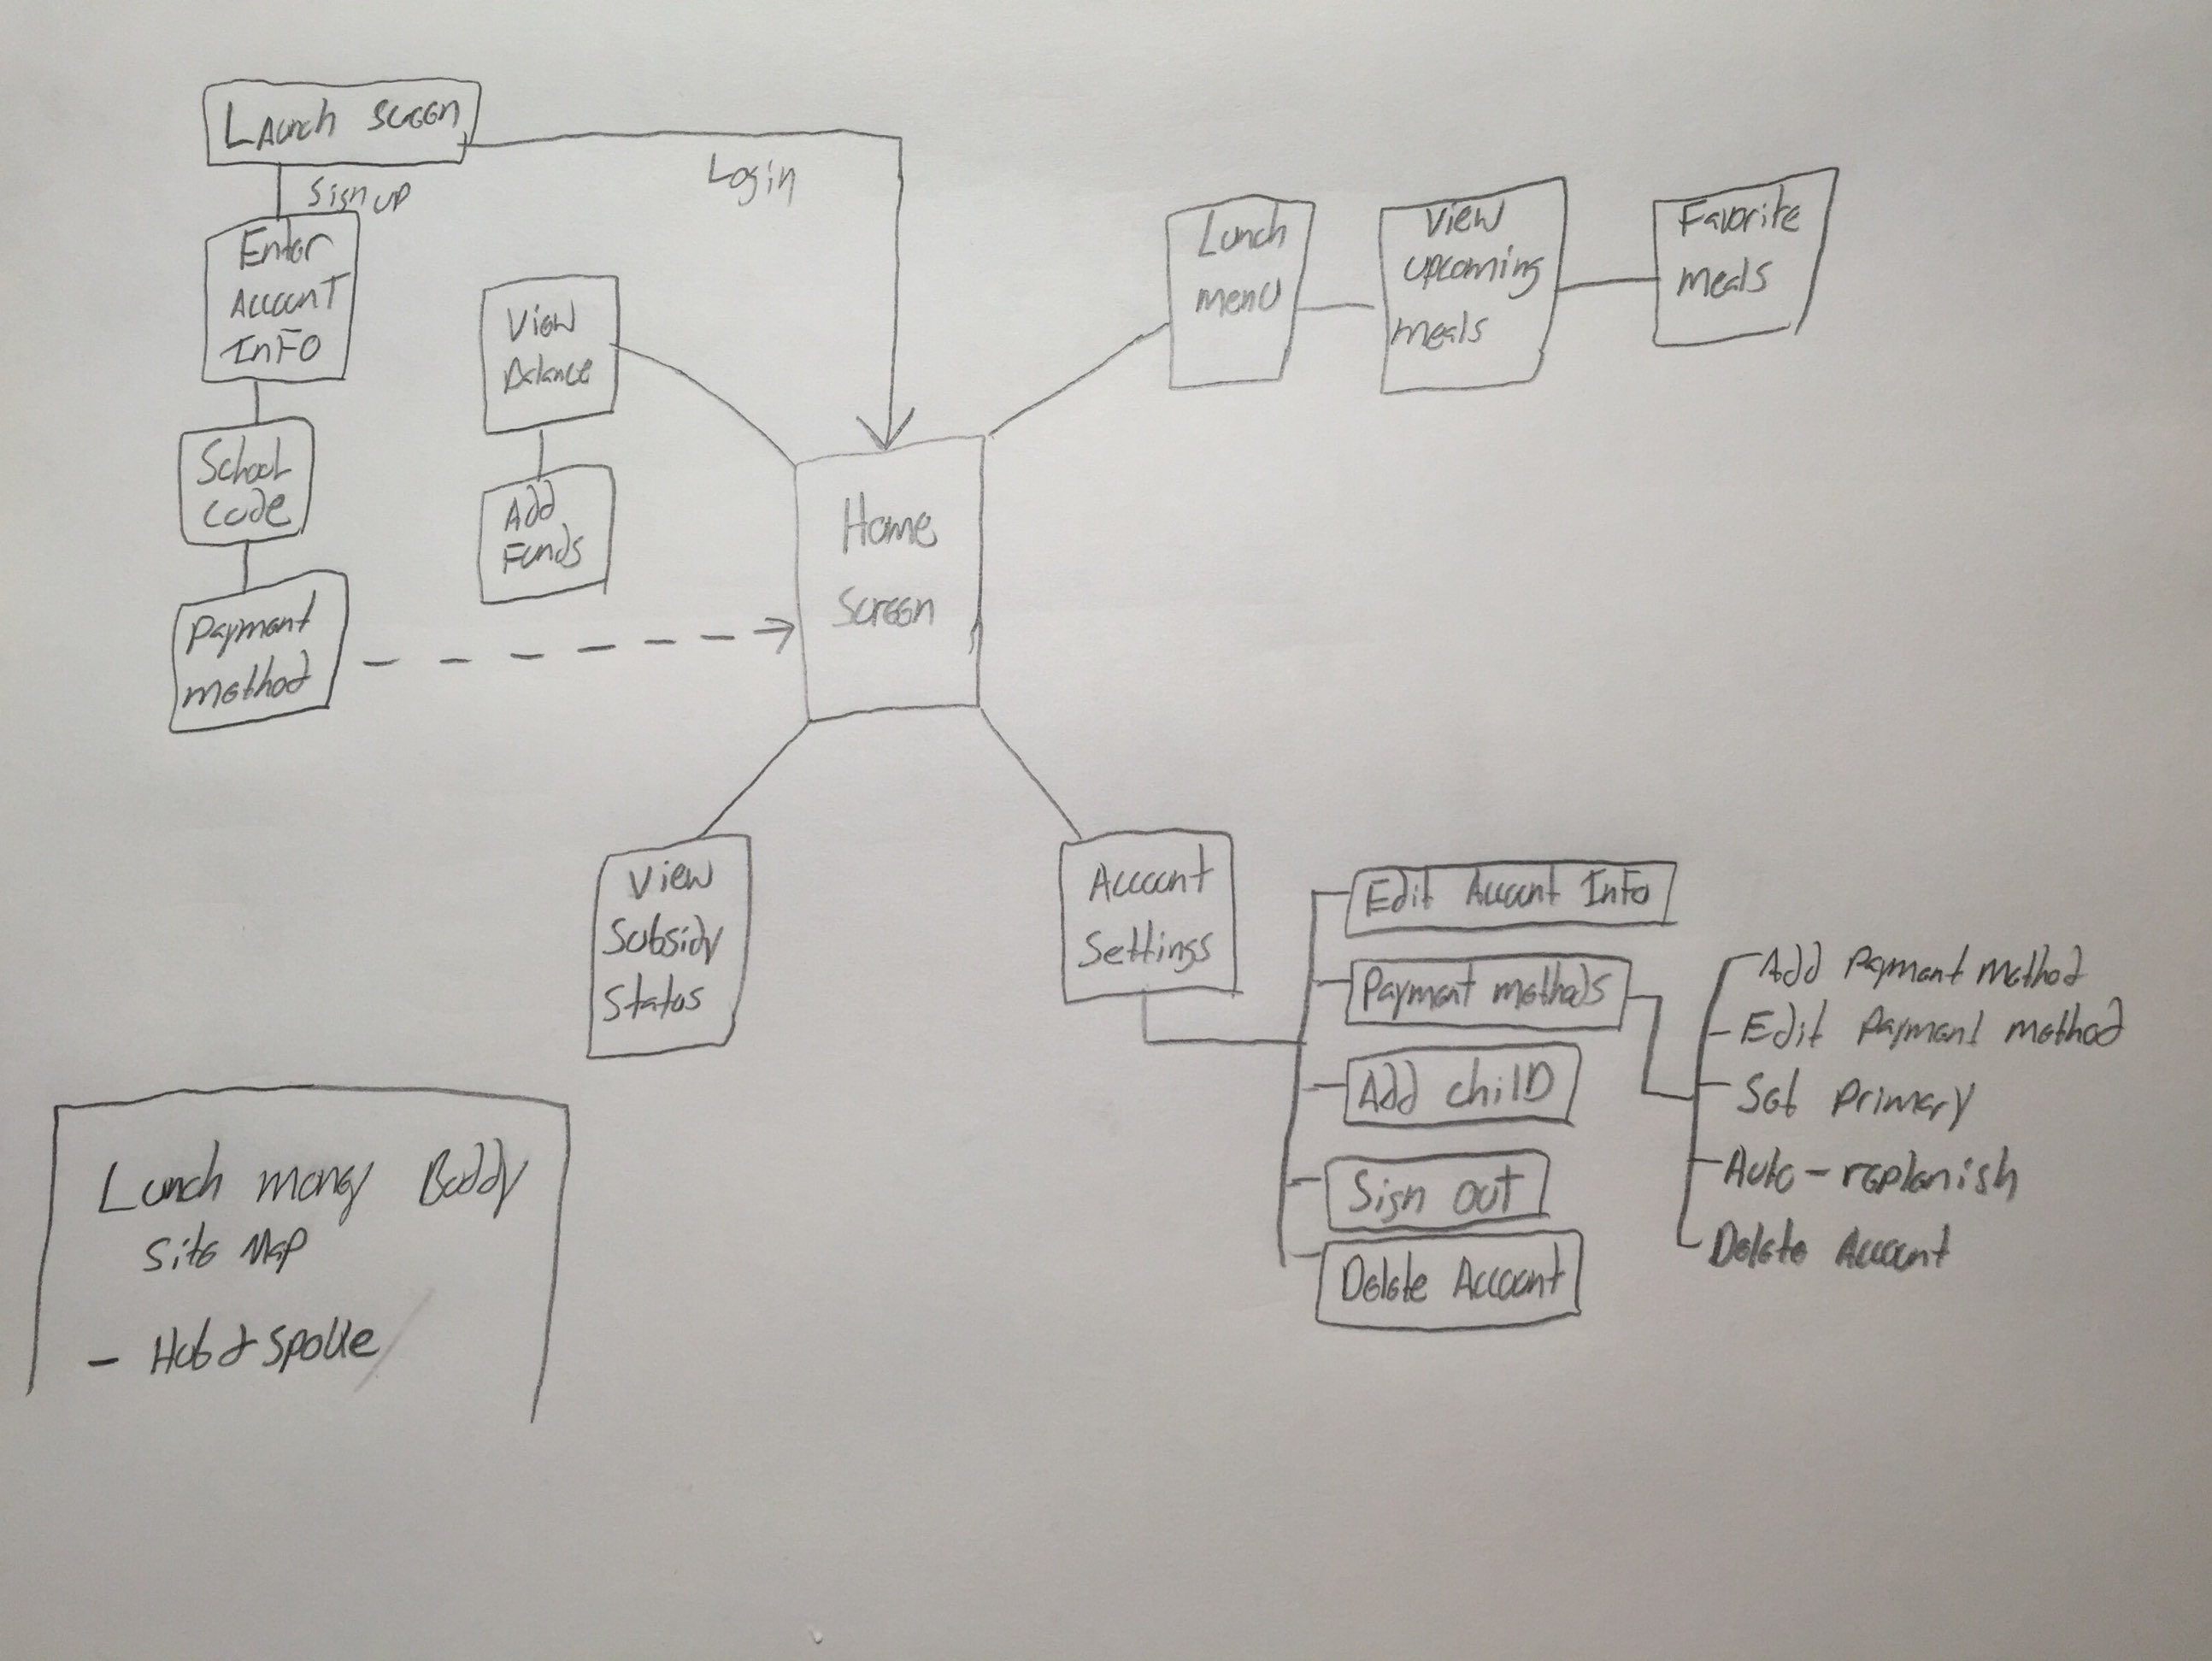 Launch Screen
Sign up
Login
Enter
Account
Info
School
Code
Payment
method
View
Balance
Add
Funds
Home
Screen
Lunch
menu
View
upcoming
meals
Favorite
meals
View
Subsidy
Status
Account
Settings
Edit Account Info
Payment methods
Add child
Sign out
Delete Account
Add Payment method
Edit Payment method
Set Primary
Auto-replenish
Delete Account
Lunch money Buddy
Site Map
- Hub & Spoke